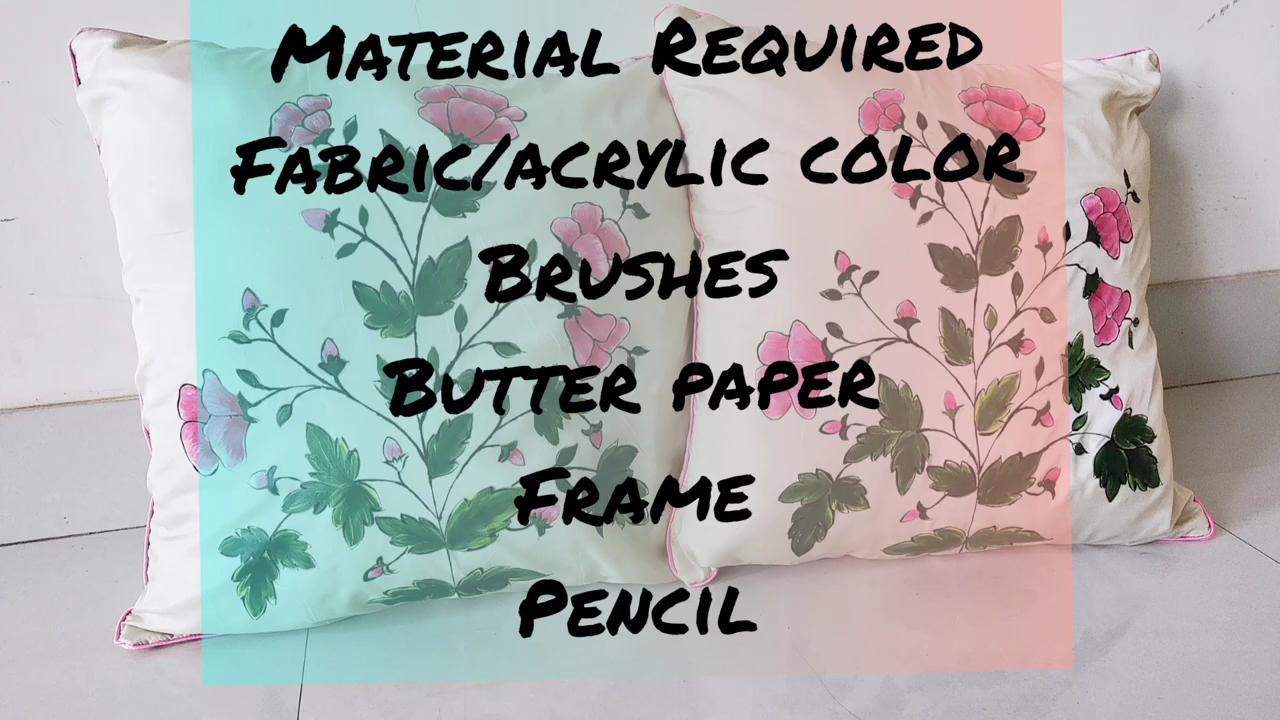 Material Required
Fabric/acrylic color
Brushes
Butter paper
Frame
Pencil